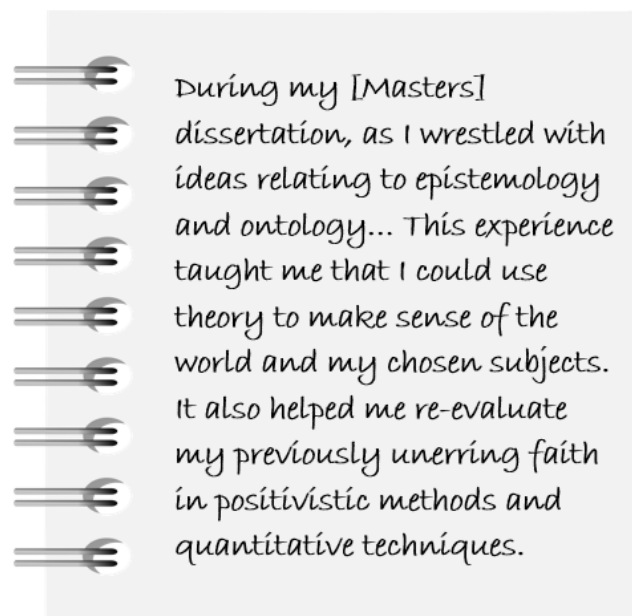 During my [Masters]
dissertation, as I wrestled with
ideas relating to epistemology
and ontology... This experience
taught me that I could use
theory to make sense of the
world and my chosen subjects.
It also helped me re-evaluate
my previously unerring faith
in positivistic methods and
quantitative techniques.